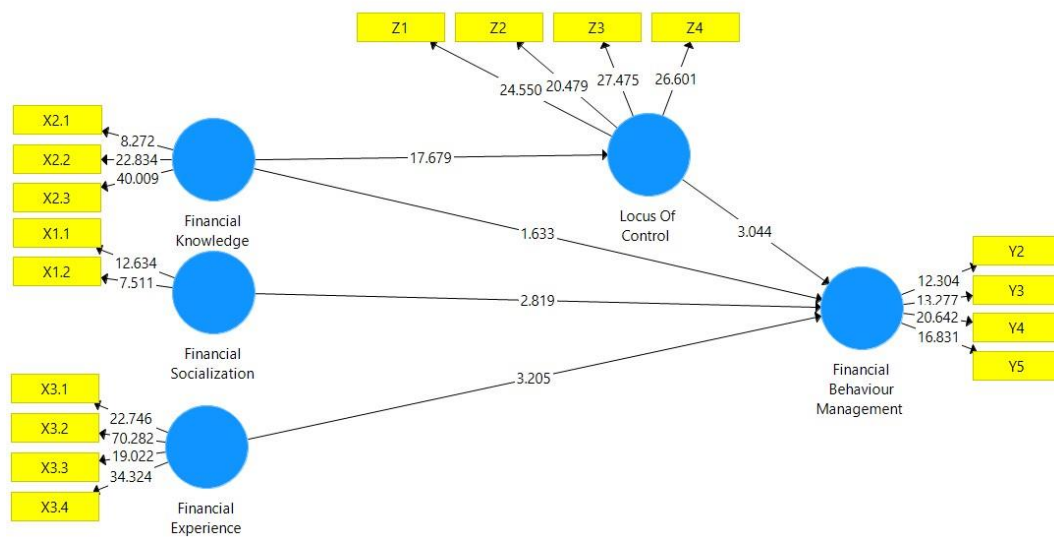 Z1
Z2
Z3
Z4
24.550
20.479
27.475
26.601
X2.1
X2.2
X2.3
8.272
22.834
40.009
Financial
Knowledge
17.679
Locus Of
Control
1.633
3.044
X1.1
X1.2
12.634
7.511
Financial
Socialization
2.819
Y2
Y3
Y4
Y5
12.304
13.277
20.642
16.831
Financial
Behaviour
Management
X3.1
X3.2
X3.3
X3.4
22.746
70.282
19.022
34.324
Financial
Experience
3.205